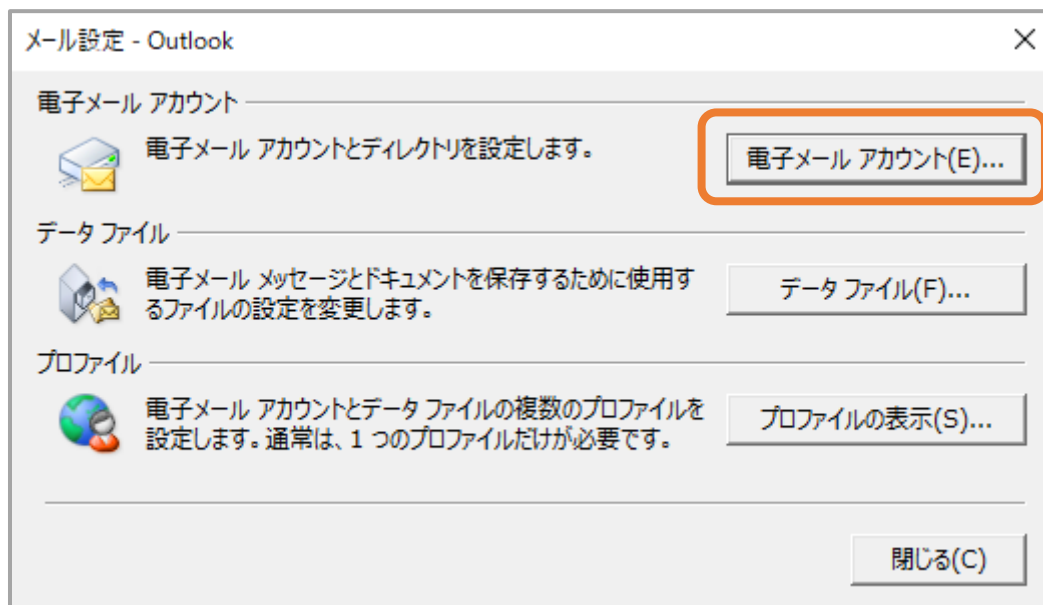 メール設定 - Outlook
電子メール アカウント
電子メール アカウントとディレクトリを設定します。
電子メール アカウント(E)...
データ ファイル
電子メール メッセージとドキュメントを保存するために使用す
るファイルの設定を変更します。
データ ファイル(F)...
プロファイル
電子メール アカウントとデータ ファイルの複数のプロファイルを
設定します。通常は、1 つのプロファイルだけが必要です。
プロファイルの表示(S)...
閉じる(C)